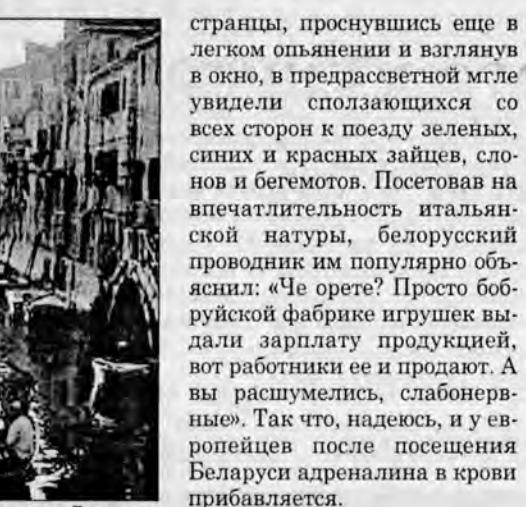 странцы, проснувшись еще в
легком опьянении и взглянув
в окно, в предрассветной мгле
увидели сползающихся со
всех сторон к поезду зеленых,
синих и красных зайцев, сло-
нов и бегемотов. Посетовав на
впечатлительность итальян-
ской натуры, белорусский
проводник им популярно объ-
яснил: «Че орете? Просто боб-
руйской фабрике игрушек вы-
дали зарплату продукцией,
вот работники ее и продают. А
вы расшумелись, слабонерв-
ные». Так что, надеюсь, и у ев-
ропейцев после посещения
Беларуси адреналина в крови
прибавляется.